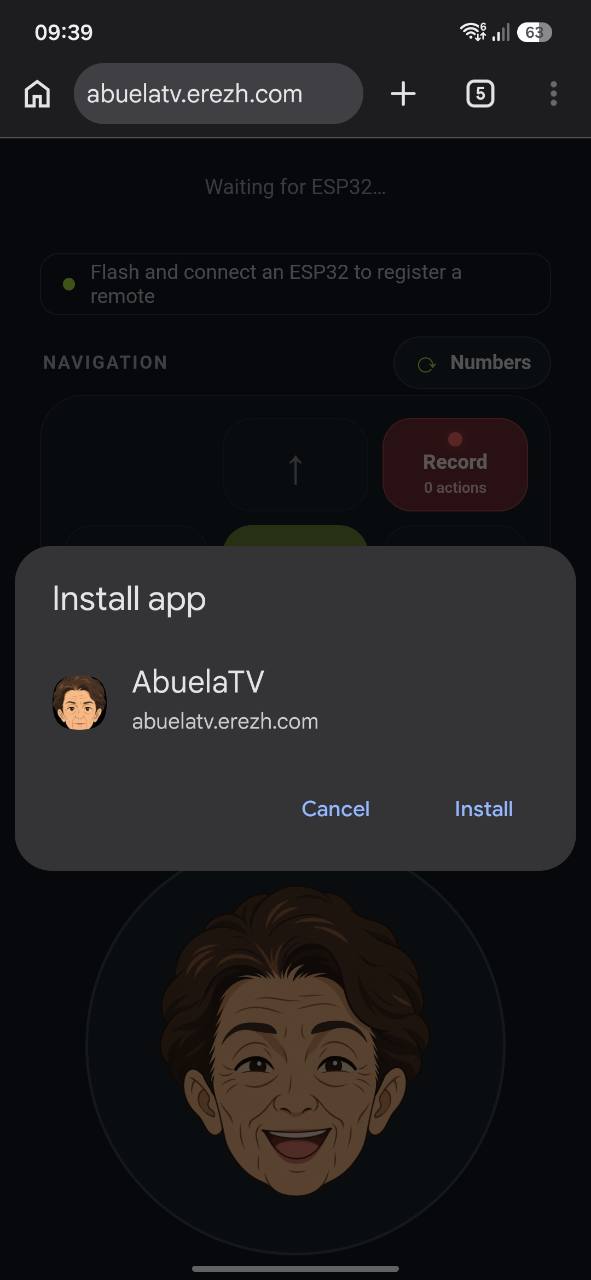 09:39
6
63
abuelatv.erezh.com
5
Waiting for ESP32…
Flash and connect an ESP32 to register a
remote
NAVIGATION
Numbers
↑
Record
0 actions
Install app
AbuelaTV
abuelatv.erezh.com
Cancel
Install